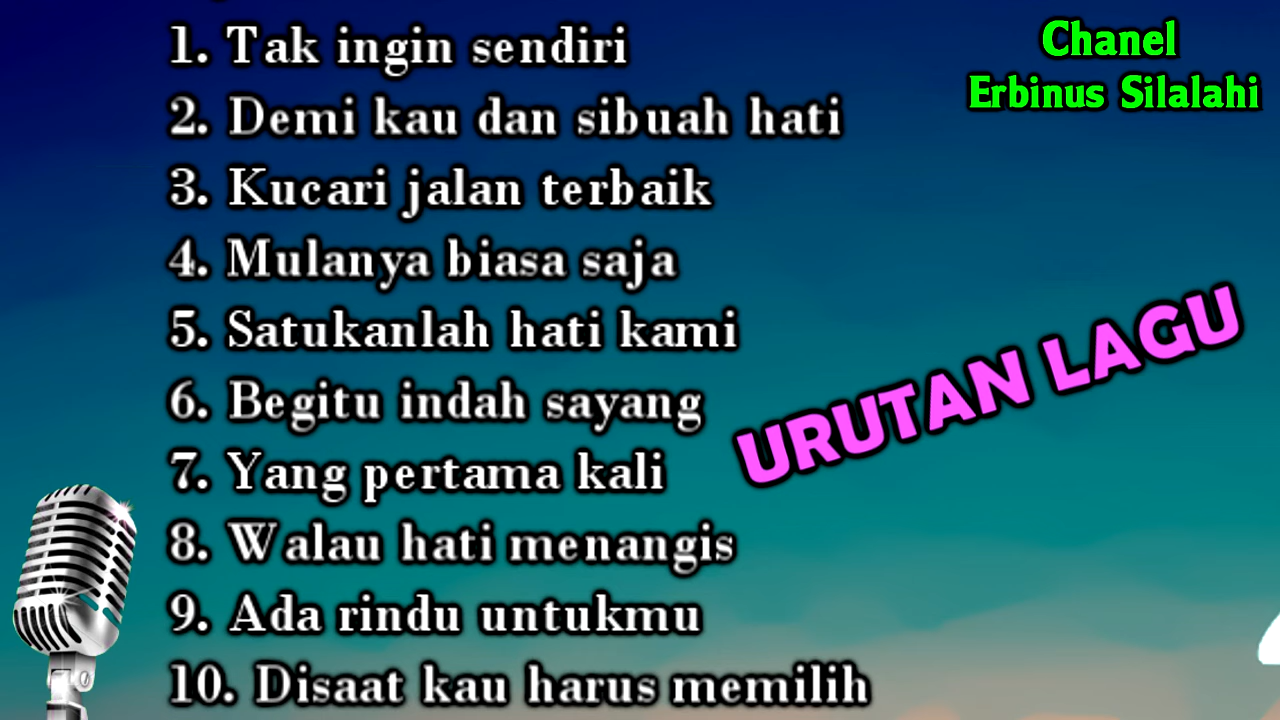 1. Tak ingin sendiri
2. Demi kau dan sibuah hati
3. Kucari jalan terbaik
4. Mulanya biasa saja
5. Satukanlah hati kami
6. Begitu indah sayang
7. Yang pertama kali
8. Walau hati menangis
9. Ada rindu untukmu
10. Disaat kau harus memilih
Chanel
Erbinus Silalahi
URUTAN LAGU